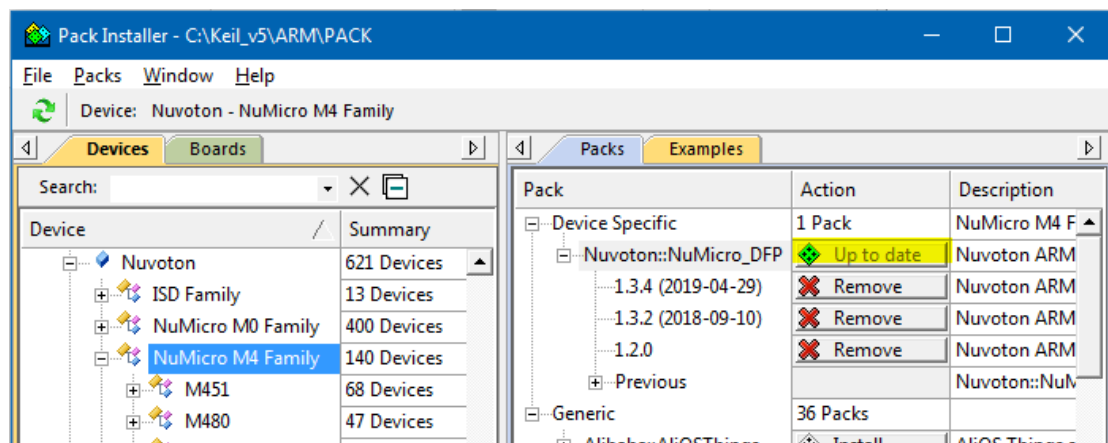 Pack Installer - C:\Keil_v5\ARM\PACK
File Packs Window Help
Device: Nuvoton - NuMicro M4 Family
Devices Boards
Search:
Device Summary
Nuvoton 621 Devices
ISD Family 13 Devices
NuMicro M0 Family 400 Devices
NuMicro M4 Family 140 Devices
M451 68 Devices
M480 47 Devices
Packs Examples
Pack Action Description
Device Specific 1 Pack NuMicro M4 F
Nuvoton::NuMicro_DFP Up to date Nuvoton ARM
1.3.4 (2019-04-29) Remove Nuvoton ARM
1.3.2 (2018-09-10) Remove Nuvoton ARM
1.2.0 Remove Nuvoton ARM
Previous Nuvoton::NuM
Generic 36 Packs